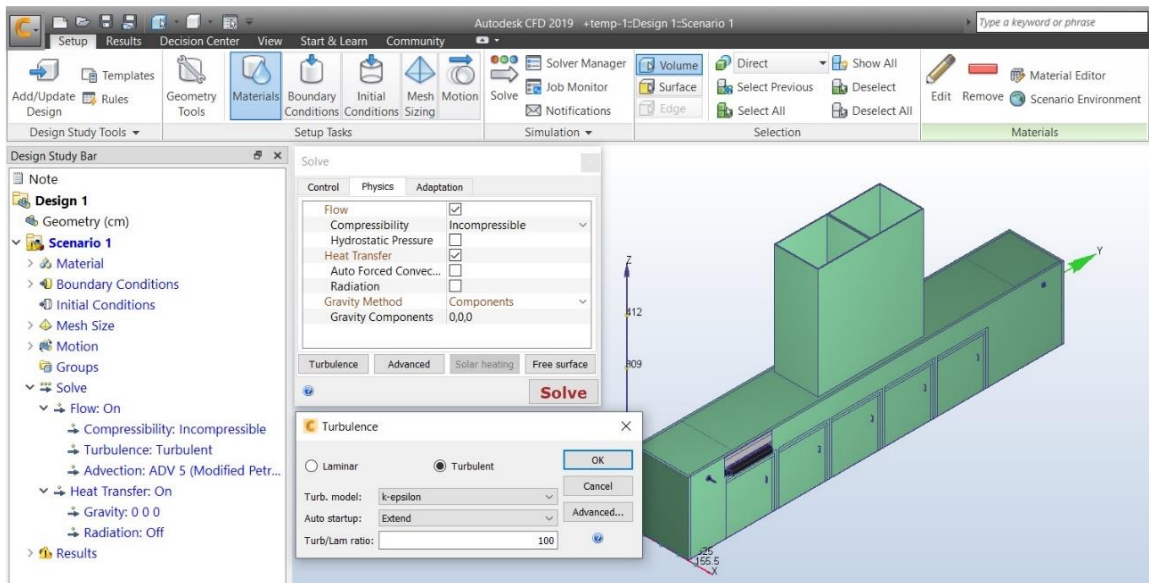 Autodesk CFD 2019 +temp-1::Design 1::Scenario 1
Type a keyword or phrase
Setup Results Decision Center View Start & Learn Community
Add/Update Design
Templates
Rules
Geometry Tools
Materials
Boundary Conditions
Initial Conditions
Mesh Sizing
Motion
Solve
Solver Manager
Job Monitor
Notifications
Volume
Surface
Edge
Direct
Select Previous
Select All
Show All
Deselect
Deselect All
Edit
Remove
Material Editor
Scenario Environment
Design Study Tools
Setup Tasks
Simulation
Selection
Materials
Design Study Bar
Note
Design 1
Geometry (cm)
Scenario 1
Material
Boundary Conditions
Initial Conditions
Mesh Size
Motion
Groups
Solve
Flow: On
Compressibility: Incompressible
Turbulence: Turbulent
Advection: ADV 5 (Modified Petr...
Heat Transfer: On
Gravity: 0 0 0
Radiation: Off
Results
Solve
Control Physics Adaptation
Flow
Compressibility Incompressible
Hydrostatic Pressure
Heat Transfer
Auto Forced Convec...
Radiation
Gravity Method Components
Gravity Components 0,0,0
Turbulence Advanced Solar heating Free surface
Solve
Turbulence
Laminar Turbulent
OK
Cancel
Turb. model: k-epsilon
Advanced...
Auto startup: Extend
Turb/Lam ratio: 100
Z
412
Y
155.5
X